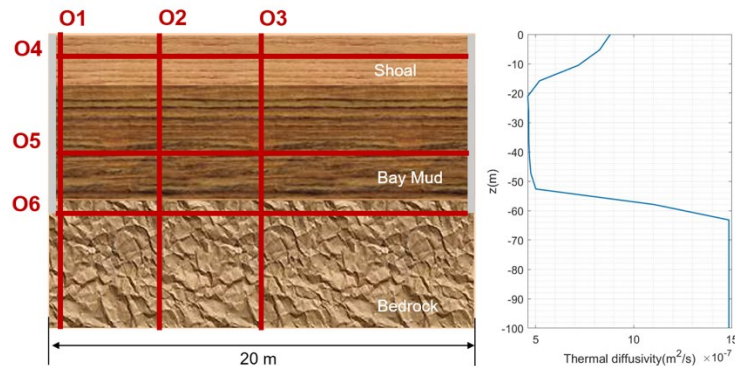 O1 O2 O3
O4
Shoal
O5
Bay Mud
O6
Bedrock
20 m
0
-10
-20
-30
-40
-50
-60
-70
-80
-90
-100
z(m)
5 10 15
Thermal diffusivity(m²/s) ×10⁻⁷